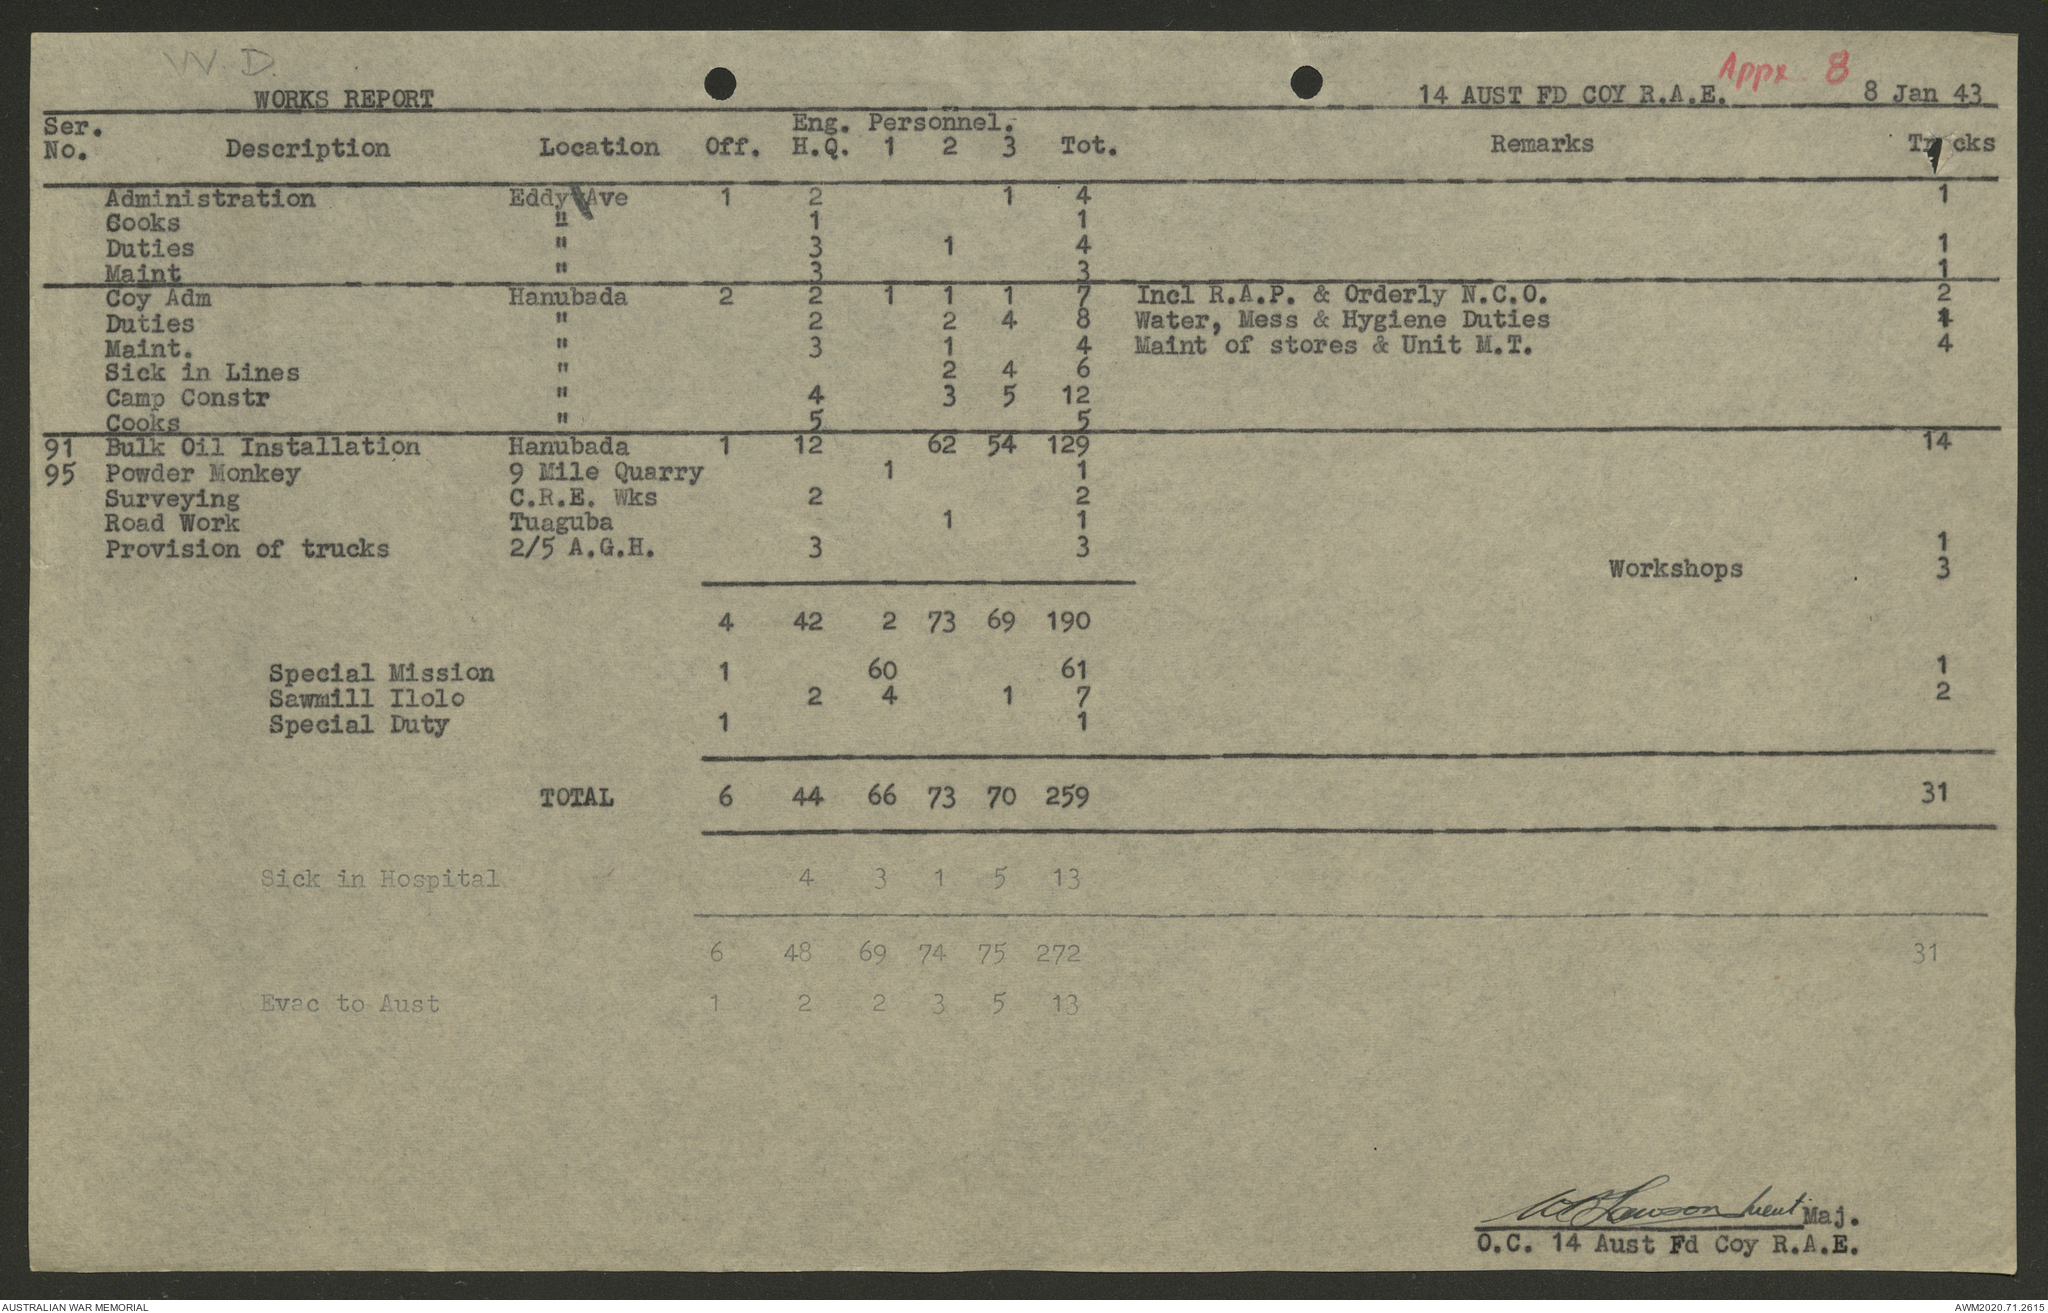 W.D.
Appx 8
WORKS REPORT 14 AUST FD COY R.A.E. 8 Jan 43
Ser. Eng. Personnel.
No. Description Location Off. H.Q. 1 2 3 Tot. Remarks Trucks
Administration Eddy Ave 1 2 1 4 1
Cooks " 1 1
Duties " 3 1 4 1
Maint " 3 3 1
Coy Adm Hanubada 2 2 1 1 1 7 Incl R.A.P. & Orderly N.C.O. 2
Duties " 2 2 4 8 Water, Mess & Hygiene Duties 1
Maint. " 3 1 4 Maint of stores & Unit M.T. 4
Sick in Lines " 2 4 6
Camp Constr " 4 3 5 12
Cooks " 5 5
91 Bulk Oil Installation Hanubada 1 12 62 54 129 14
95 Powder Monkey 9 Mile Quarry 1 1
Surveying C.R.E. Wks 2 2
Road Work Tuaguba 1 1
Provision of trucks 2/5 A.G.H. 3 3 1
Workshops 3
4 42 2 73 69 190
Special Mission 1 60 61 1
Sawmill Ilolo 2 4 1 7 2
Special Duty 1 1
TOTAL 6 44 66 73 70 259 31
Sick in Hospital 4 3 1 5 13
6 48 69 74 75 272 31
Evac to Aust 1 2 2 3 5 13
Lieut Maj.
O.C. 14 Aust Fd Coy R.A.E.
AUSTRALIAN WAR MEMORIAL AWM2020.71.2615